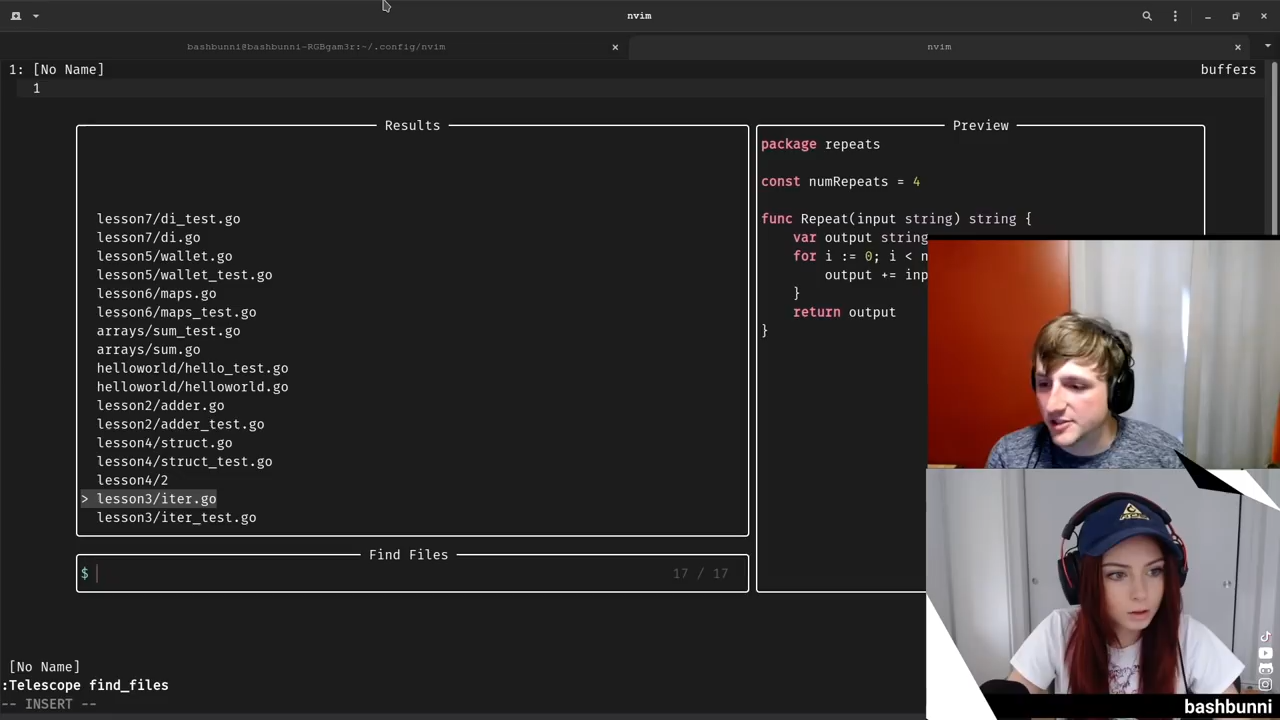 nvim
bashbunni@bashbunni-RGBgam3r:~/.config/nvim
nvim
1: [No Name]
buffers
1
Results
lesson7/di_test.go
lesson7/di.go
lesson5/wallet.go
lesson5/wallet_test.go
lesson6/maps.go
lesson6/maps_test.go
arrays/sum_test.go
arrays/sum.go
helloworld/hello_test.go
helloworld/helloworld.go
lesson2/adder.go
lesson2/adder_test.go
lesson4/struct.go
lesson4/struct_test.go
lesson4/2
> lesson3/iter.go
lesson3/iter_test.go
Find Files
$
17 / 17
Preview
package repeats
const numRepeats = 4
func Repeat(input string) string {
var output string
for i := 0; i < n
output += inp
}
return output
}
[No Name]
:Telescope find_files
-- INSERT --
bashbunni